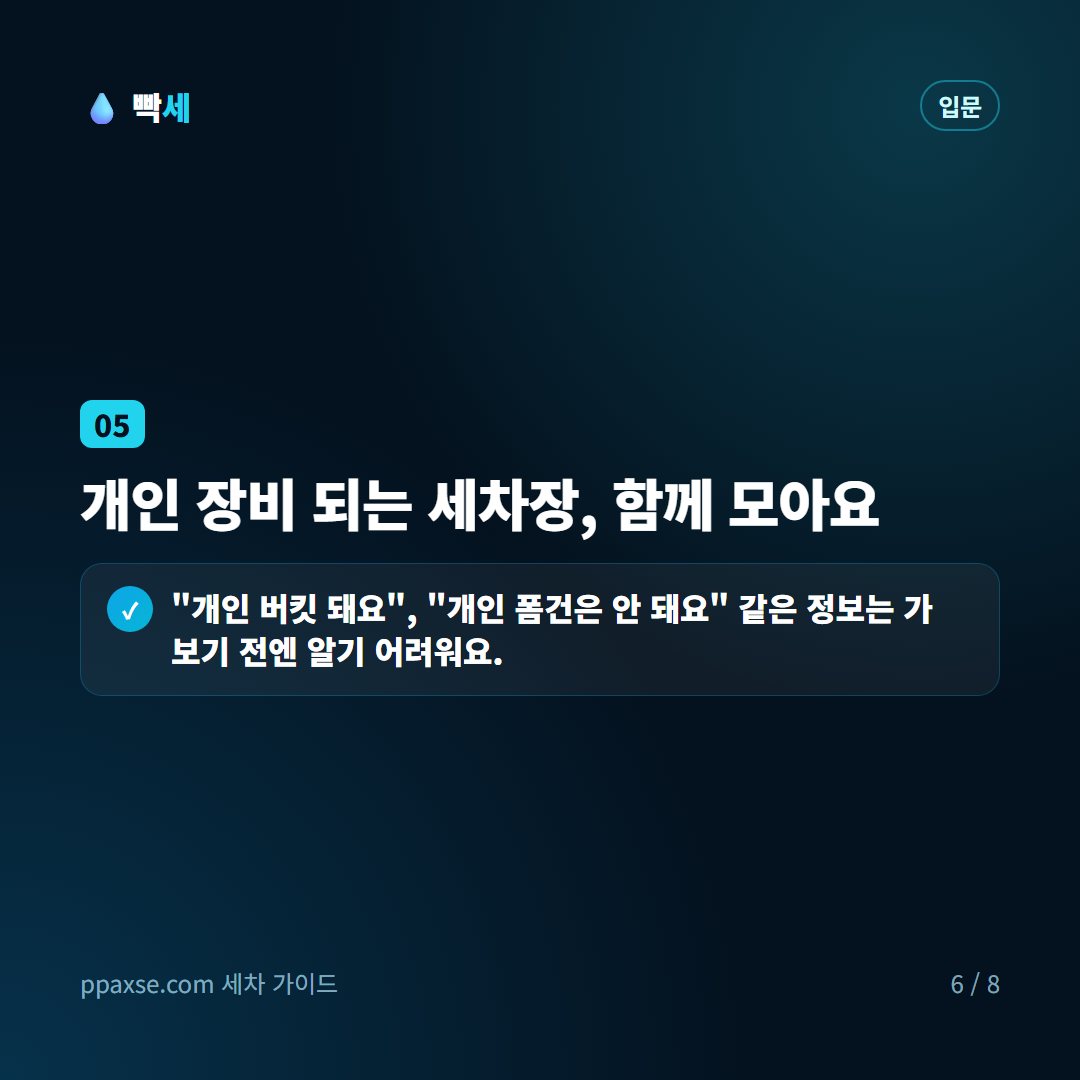 빡세
입문
05
개인 장비 되는 세차장, 함께 모아요
"개인 버킷 돼요", "개인 폼건은 안 돼요" 같은 정보는 가
보기 전엔 알기 어려워요.
ppaxse.com 세차 가이드
6 / 8